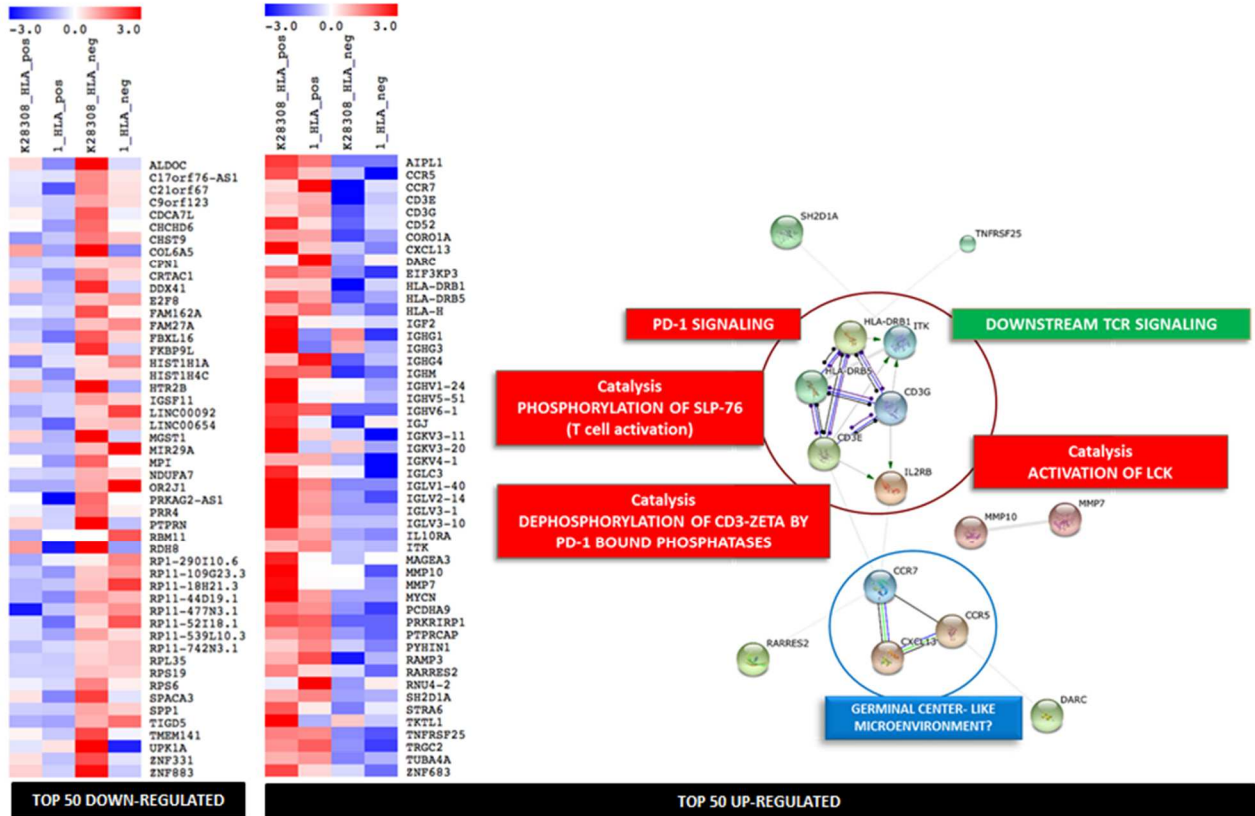 -3.0 0.0 3.0
K28308_HLA_pos
1_HLA_pos
K28308_HLA_neg
1_HLA_neg
ALDOC
C17orf76-AS1
C21orf67
C9orf123
CDCA7L
CHCHD6
CHST9
COL6A5
CPN1
CRTAC1
DDX41
E2F8
FAM162A
FAM27A
FBXL16
FKBP9L
HIST1H1A
HIST1H4C
HTR2B
IGSF11
LINC00092
LINC00654
MGST1
MIR29A
MPI
NDUFA7
OR2J1
PRKAG2-AS1
PRR4
PTPRN
RBM11
RDH8
RP1-290I10.6
RP11-109G23.3
RP11-18H21.3
RP11-44D19.1
RP11-477N3.1
RP11-52I18.1
RP11-539L10.3
RP11-742N3.1
RPL35
RPS19
RPS6
SPACA3
SPP1
TIGD5
TMEM141
UPK1A
ZNF331
ZNF883
TOP 50 DOWN-REGULATED
-3.0 0.0 3.0
K28308_HLA_pos
1_HLA_pos
K28308_HLA_neg
1_HLA_neg
AIPL1
CCR5
CCR7
CD3E
CD3G
CD52
CORO1A
CXCL13
DARC
EIF3KP3
HLA-DRB1
HLA-DRB5
HLA-H
IGF2
IGHG1
IGHG3
IGHG4
IGHM
IGHV1-24
IGHV5-51
IGHV6-1
IGJ
IGKV3-11
IGKV3-20
IGKV4-1
IGLC3
IGLV1-40
IGLV2-14
IGLV3-1
IGLV3-10
IL10RA
ITK
MAGEA3
MMP10
MMP7
MYCN
PCDHA9
PRKRIRP1
PTPRCAP
PYHIN1
RAMP3
RARRES2
RNU4-2
SH2D1A
STRA6
TKTL1
TNFRSF25
TRGC2
TUBA4A
ZNF683
SH2D1A
TNFRSF25
PD-1 SIGNALING
HLA-DRB1
ITK
DOWNSTREAM TCR SIGNALING
HLA-DRB5
CD3G
Catalysis
PHOSPHORYLATION OF SLP-76
(T cell activation)
CD3E
IL2RB
Catalysis
ACTIVATION OF LCK
Catalysis
DEPHOSPHORYLATION OF CD3-ZETA BY
PD-1 BOUND PHOSPHATASES
MMP10
MMP7
CCR7
CCR5
CXCL13
RARRES2
DARC
GERMINAL CENTER- LIKE
MICROENVIRONMENT?
TOP 50 UP-REGULATED